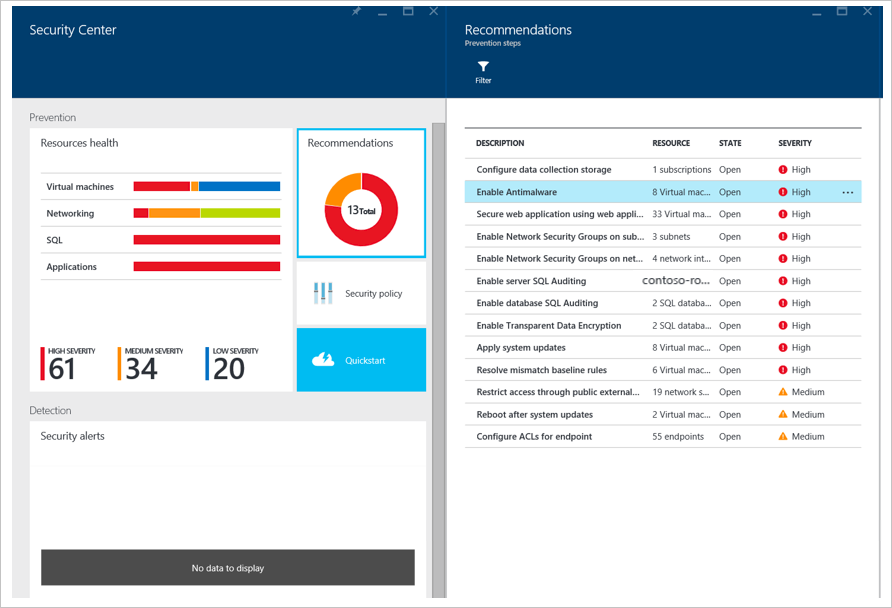 Security Center
Prevention
Resources health
Virtual machines
Networking
SQL
Applications
HIGH SEVERITY
61
MEDIUM SEVERITY
34
LOW SEVERITY
20
Recommendations
13 Total
Security policy
Quickstart
Detection
Security alerts
No data to display
Recommendations
Prevention steps
Filter
DESCRIPTION RESOURCE STATE SEVERITY
Configure data collection storage 1 subscriptions Open High
Enable Antimalware 8 Virtual mac... Open High ...
Secure web application using web appli... 33 Virtual ma... Open High
Enable Network Security Groups on sub... 3 subnets Open High
Enable Network Security Groups on net... 4 network int... Open High
Enable server SQL Auditing contoso-ro... Open High
Enable database SQL Auditing 2 SQL databa... Open High
Enable Transparent Data Encryption 2 SQL databa... Open High
Apply system updates 8 Virtual mac... Open High
Resolve mismatch baseline rules 6 Virtual mac... Open High
Restrict access through public external... 19 network s... Open Medium
Reboot after system updates 2 Virtual mac... Open Medium
Configure ACLs for endpoint 55 endpoints Open Medium